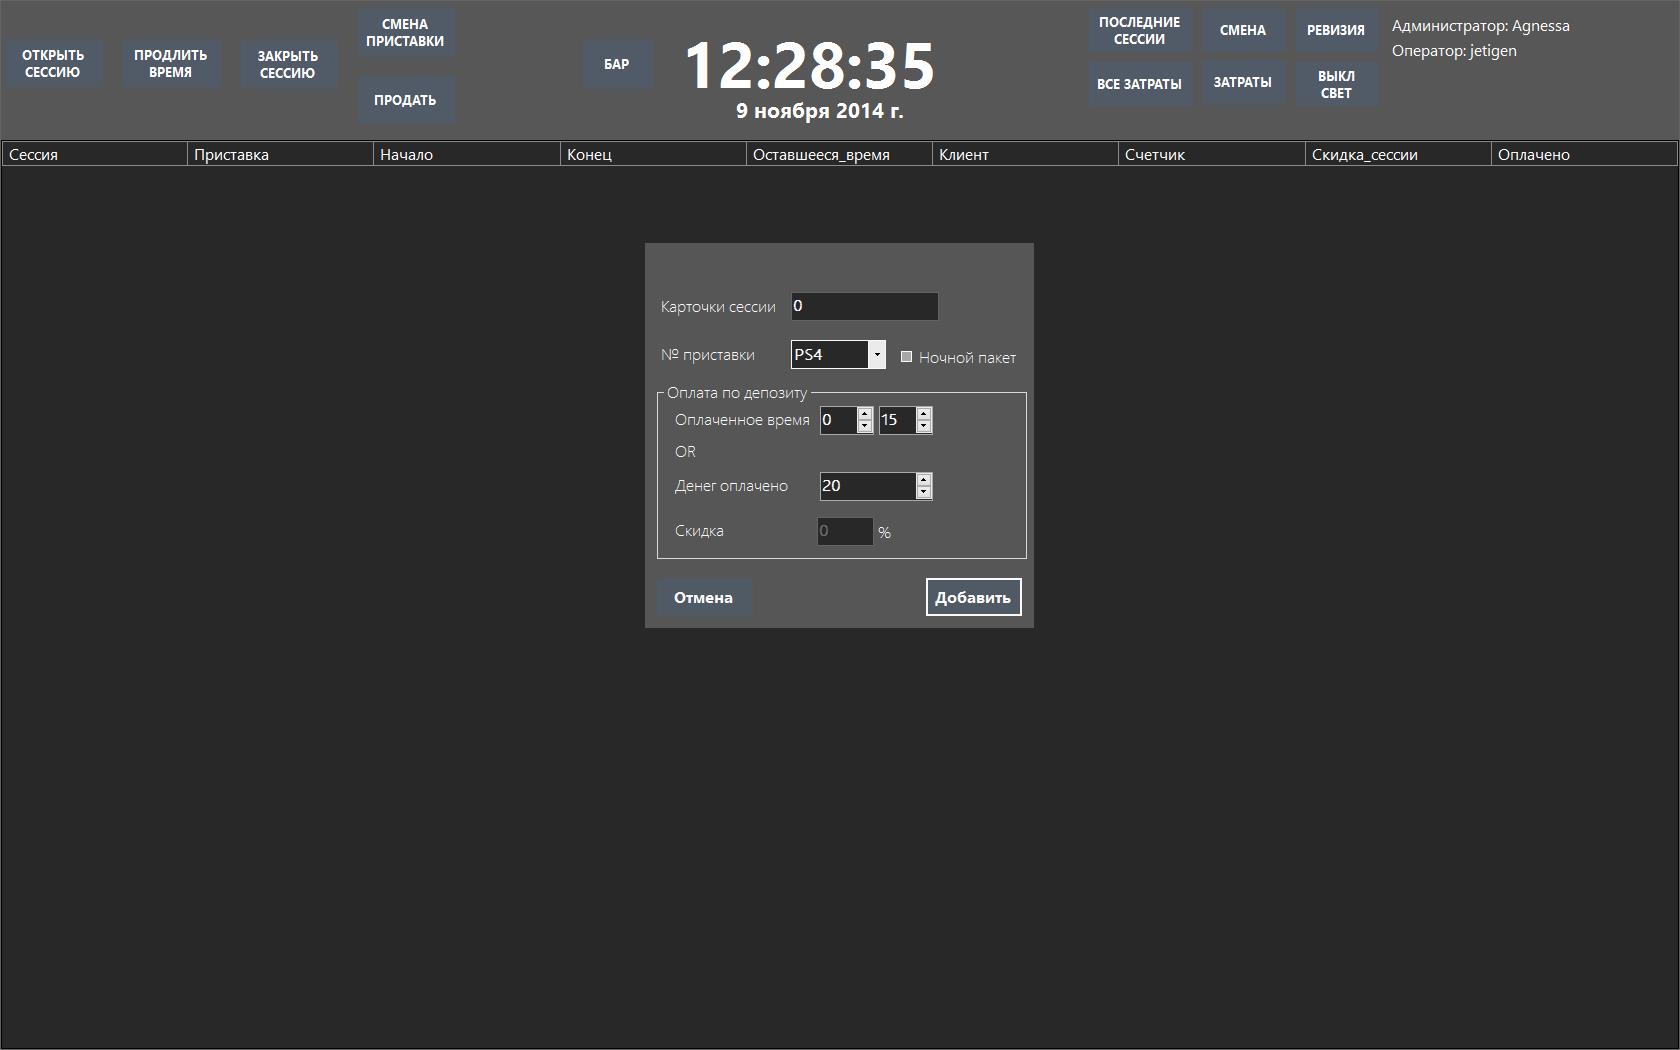 ОТКРЫТЬ
СЕССИЮ
ПРОДЛИТЬ
ВРЕМЯ
ЗАКРЫТЬ
СЕССИЮ
СМЕНА
ПРИСТАВКИ
ПРОДАТЬ
БАР
12:28:35
9 ноября 2014 г.
ПОСЛЕДНИЕ
СЕССИИ
СМЕНА
РЕВИЗИЯ
ВСЕ ЗАТРАТЫ
ЗАТРАТЫ
ВЫКЛ
СВЕТ
Администратор: Agnessa
Оператор: jetigen
Сессия Приставка Начало Конец Оставшееся_время Клиент Счетчик Скидка_сессии Оплачено
Карточки сессии 0
№ приставки PS4 Ночной пакет
Оплата по депозиту
Оплаченное время 0 15
OR
Денег оплачено 20
Скидка 0 %
Отмена Добавить